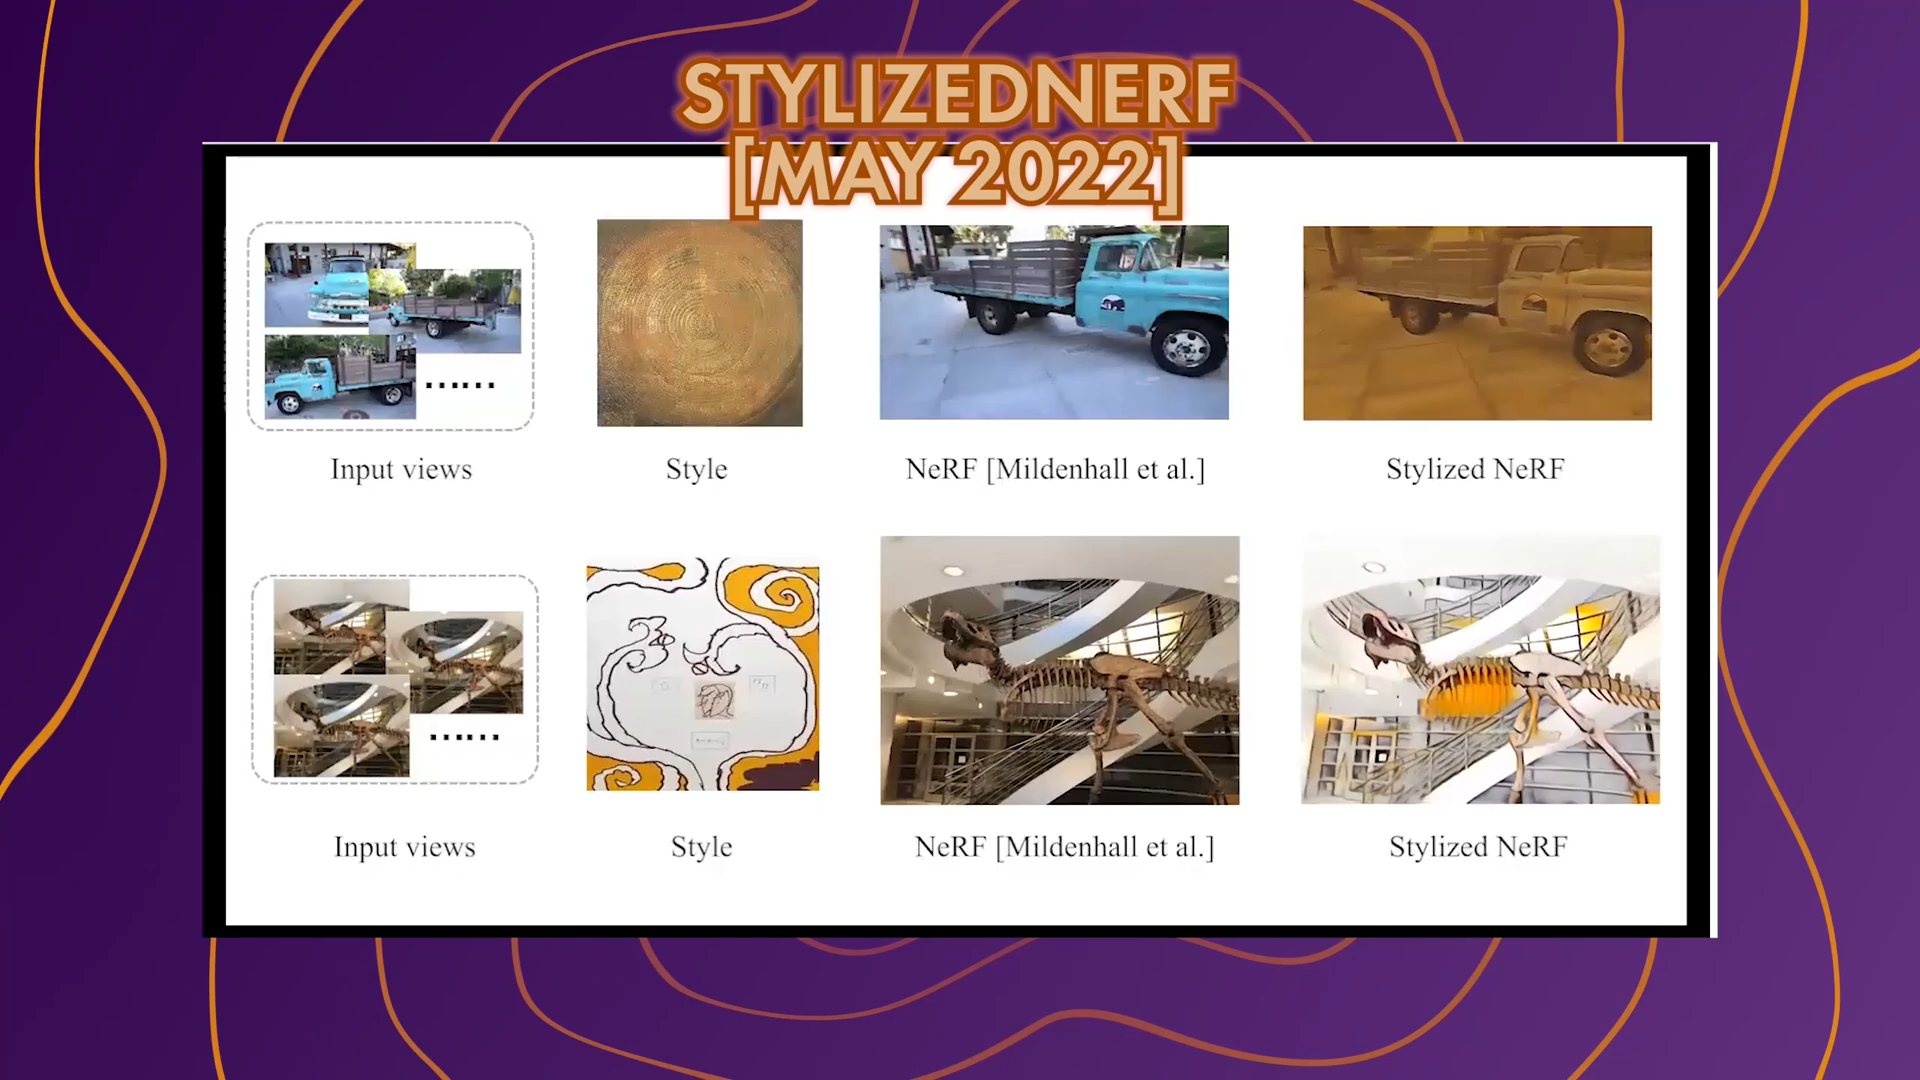 STYLIZEDNERF
[MAY 2022]
Input views
Style
NeRF [Mildenhall et al.]
Stylized NeRF
Input views
Style
NeRF [Mildenhall et al.]
Stylized NeRF